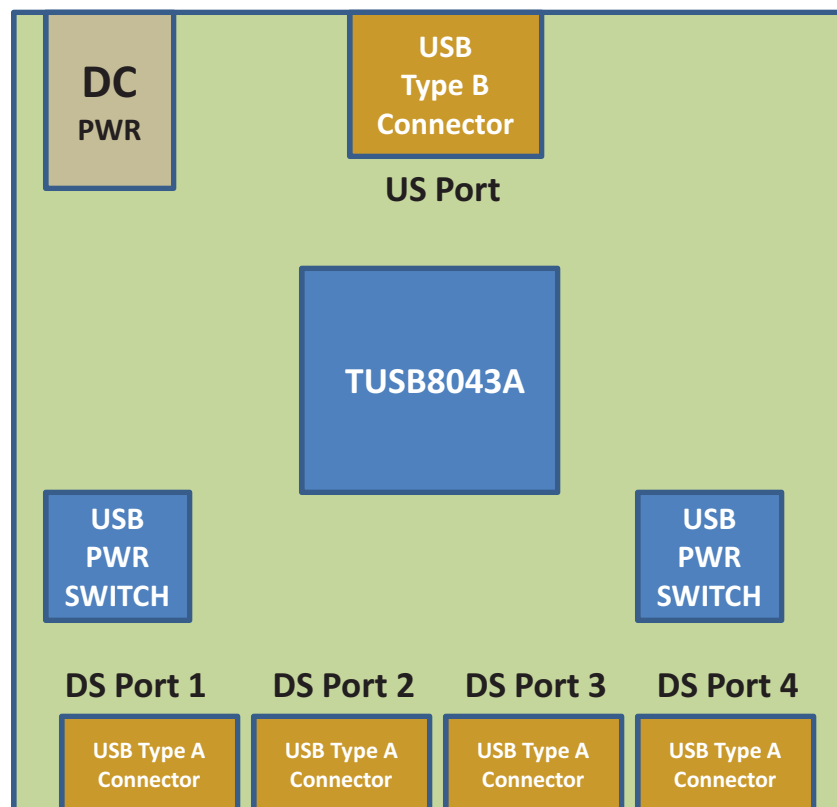 DC
PWR
USB
Type B
Connector
US Port
TUSB8043A
USB
PWR
SWITCH
USB
PWR
SWITCH
DS Port 1
DS Port 2
DS Port 3
DS Port 4
USB Type A
Connector
USB Type A
Connector
USB Type A
Connector
USB Type A
Connector